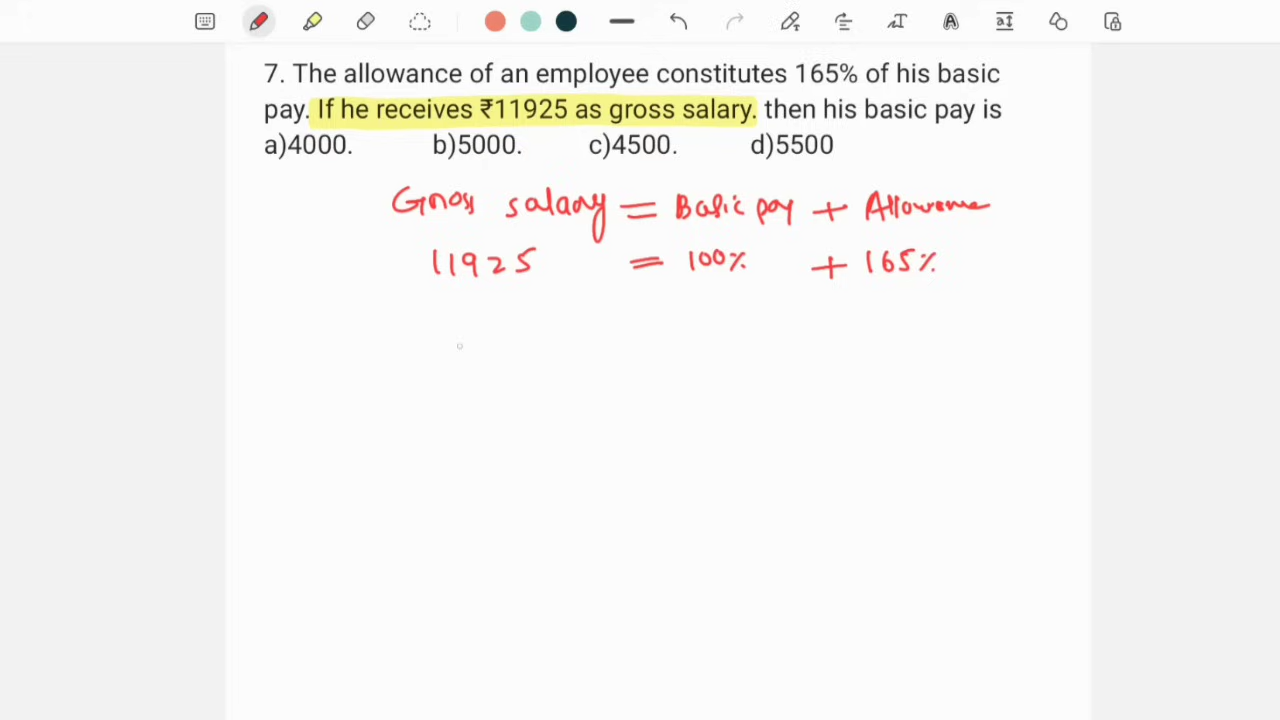 7. The allowance of an employee constitutes 165% of his basic
pay. If he receives ₹11925 as gross salary. then his basic pay is
a)4000. b)5000. c)4500. d)5500
Gross salary = Basic pay + Allowance
11925 = 100% + 165%